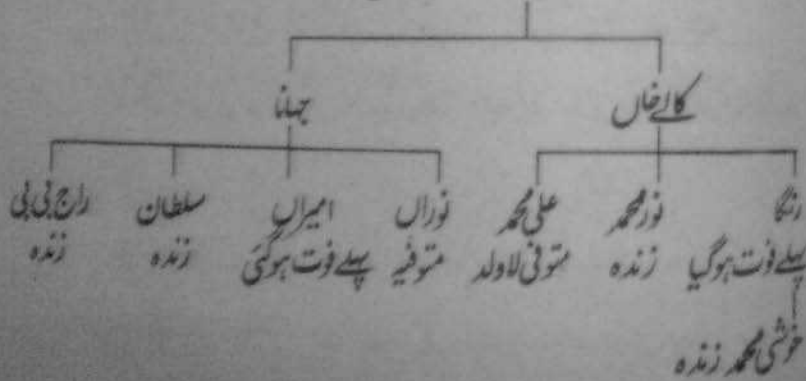 کالے خاں جہانا
رنگا نور محمد علی محمد نوراں امیراں سلطان راج بی بی
پہلے فوت ہوگیا زندہ متوفی لاولد متوفیہ پہلے فوت ہوگئی زندہ زندہ
خوشی محمد زندہ